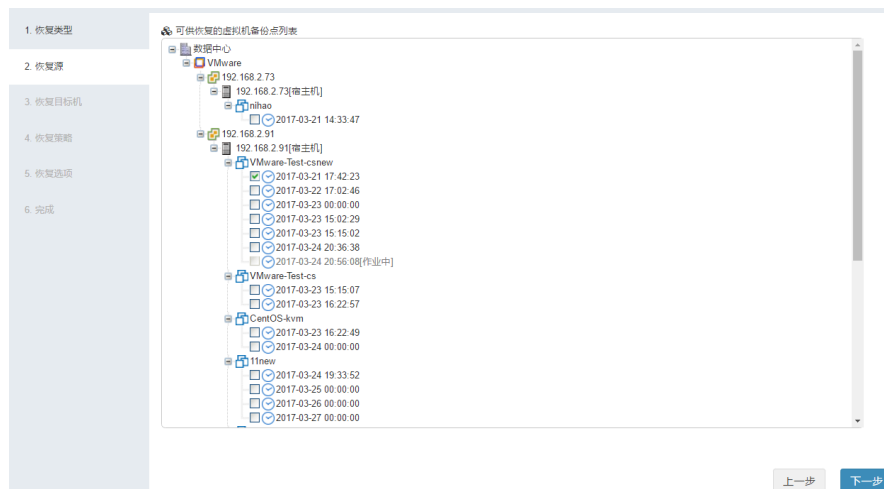 1. 恢复类型
2. 恢复源
3. 恢复目标机
4. 恢复策略
5. 恢复选项
6. 完成
可供恢复的虚拟机备份点列表
数据中心
VMware
192.168.2.73
192.168.2.73[宿主机]
nihao
2017-03-21 14:33:47
192.168.2.91
192.168.2.91[宿主机]
VMware-Test-csnew
2017-03-21 17:42:23
2017-03-22 17:02:46
2017-03-23 00:00:00
2017-03-23 15:02:29
2017-03-23 15:15:02
2017-03-24 20:36:38
2017-03-24 20:56:08[作业中]
VMware-Test-cs
2017-03-23 15:15:07
2017-03-23 16:22:57
CentOS-kvm
2017-03-23 16:22:49
2017-03-24 00:00:00
11new
2017-03-24 19:33:52
2017-03-25 00:00:00
2017-03-26 00:00:00
2017-03-27 00:00:00
上一步 下一步